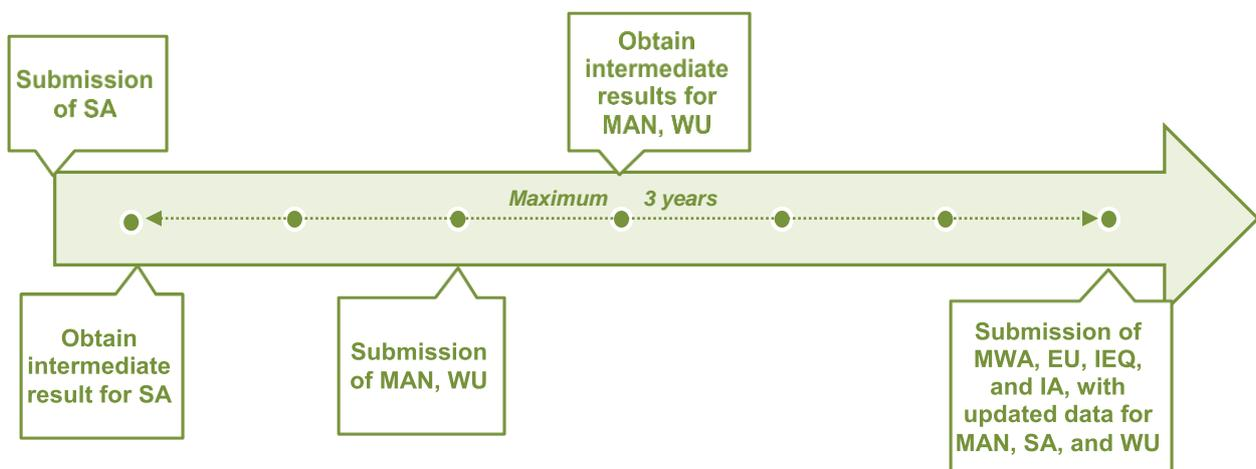 Submission
of SA
Obtain
intermediate
results for
MAN, WU
Maximum 3 years
Obtain
intermediate
result for SA
Submission
of MAN, WU
Submission of
MWA, EU, IEQ,
and IA, with
updated data for
MAN, SA, and WU